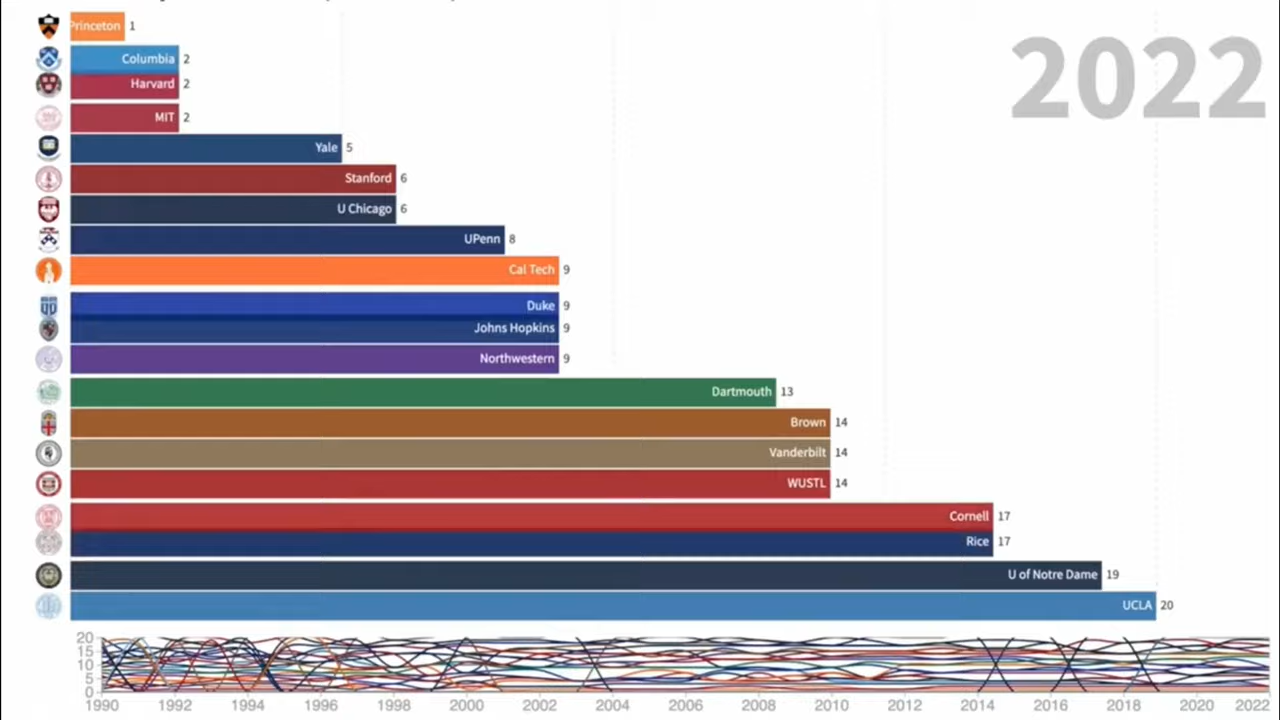 2022
Princeton 1
Columbia 2
Harvard 2
MIT 2
Yale 5
Stanford 6
U Chicago 6
UPenn 8
Cal Tech 9
Duke 9
Johns Hopkins 9
Northwestern 9
Dartmouth 13
Brown 14
Vanderbilt 14
WUSTL 14
Cornell 17
Rice 17
U of Notre Dame 19
UCLA 20
20
15
10
5
0
1990 1992 1994 1996 1998 2000 2002 2004 2006 2008 2010 2012 2014 2016 2018 2020 2022